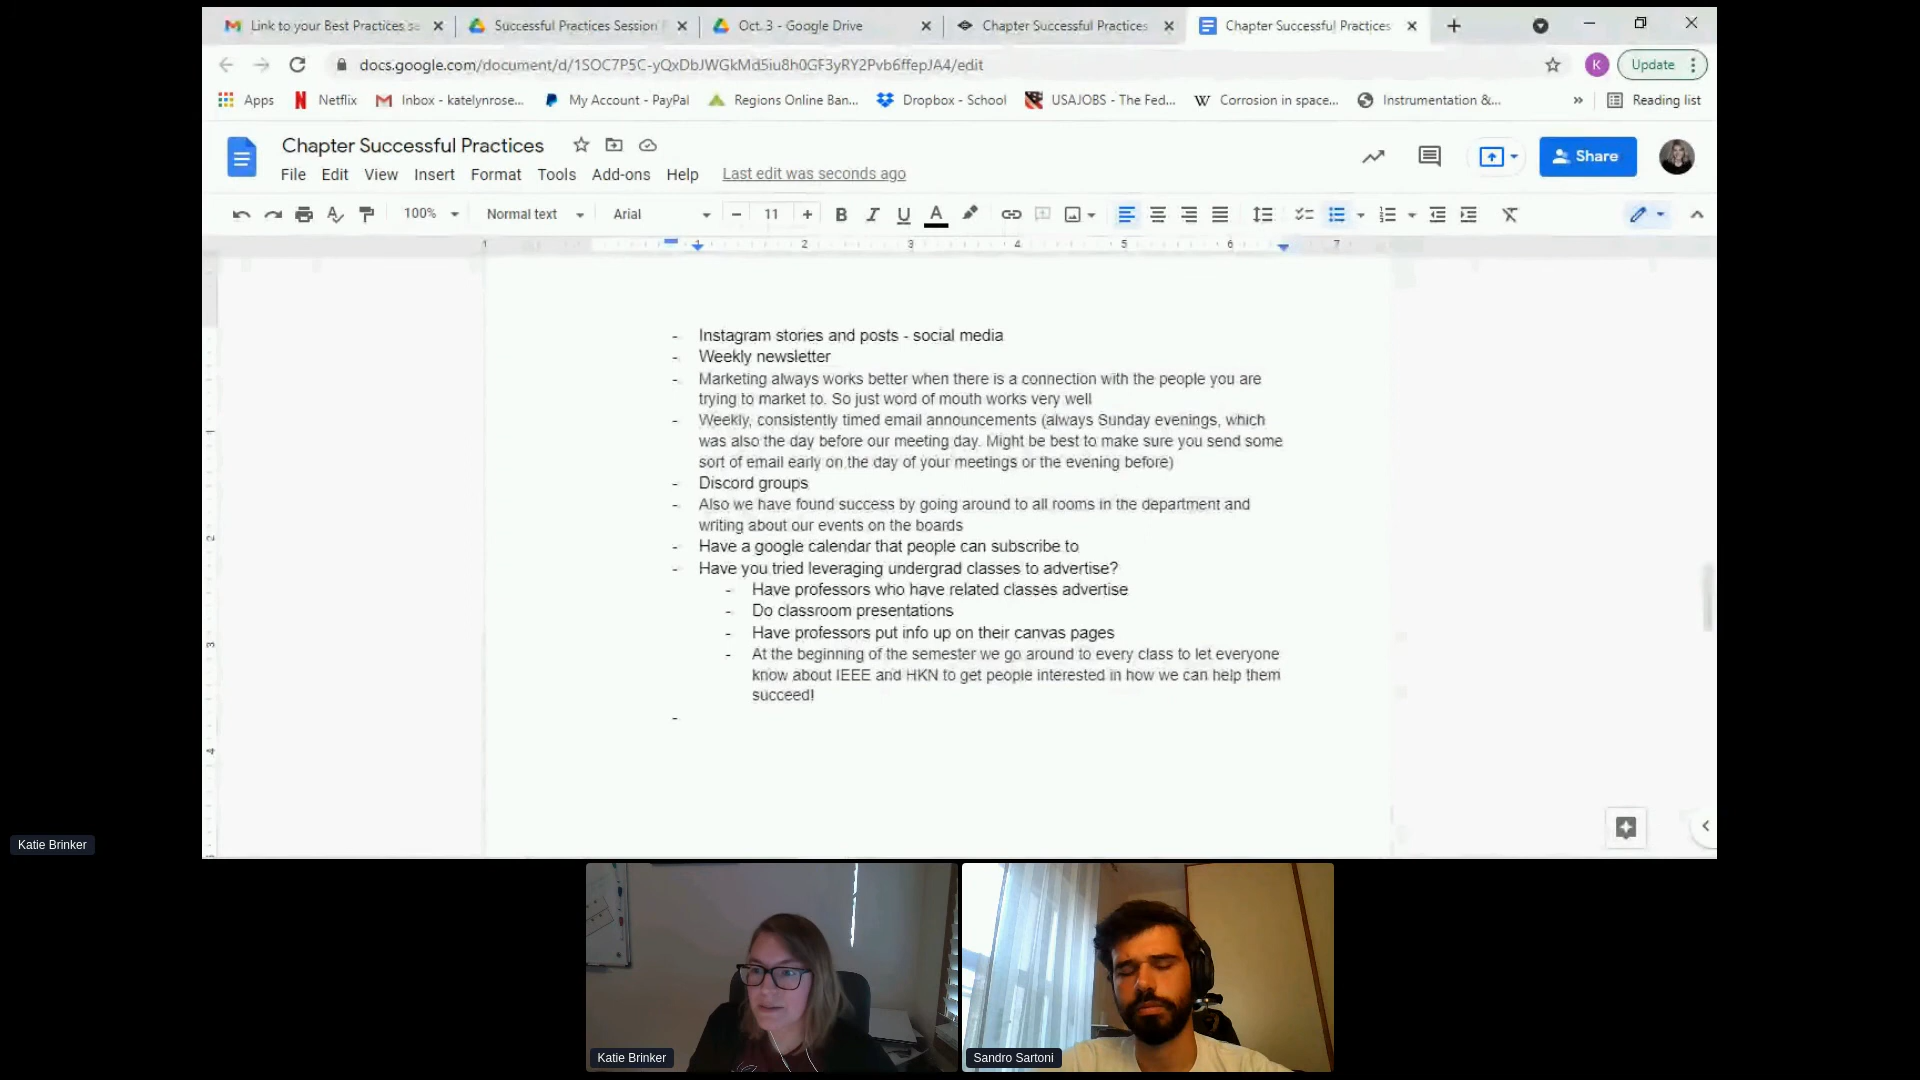 Link to your Best Practices se
Successful Practices Session
Oct. 3 - Google Drive
Chapter Successful Practices
Chapter Successful Practices
docs.google.com/document/d/1SOC7P5C-yQxDbJWGkMd5iu8h0GF3yRY2Pvb6ffepJA4/edit
K
Update
Apps
Netflix
Inbox - katelynrose...
My Account - PayPal
Regions Online Ban...
Dropbox - School
USAJOBS - The Fed...
Corrosion in space...
Instrumentation &...
»
Reading list
Chapter Successful Practices
Share
File Edit View Insert Format Tools Add-ons Help Last edit was seconds ago
100% Normal text Arial - 11 + B I U A
1 1 2 3 4 5 6 7
- Instagram stories and posts - social media
- Weekly newsletter
- Marketing always works better when there is a connection with the people you are
trying to market to. So just word of mouth works very well
- Weekly, consistently timed email announcements (always Sunday evenings, which
was also the day before our meeting day. Might be best to make sure you send some
sort of email early on the day of your meetings or the evening before)
- Discord groups
- Also we have found success by going around to all rooms in the department and
writing about our events on the boards
- Have a google calendar that people can subscribe to
- Have you tried leveraging undergrad classes to advertise?
- Have professors who have related classes advertise
- Do classroom presentations
- Have professors put info up on their canvas pages
- At the beginning of the semester we go around to every class to let everyone
know about IEEE and HKN to get people interested in how we can help them
succeed!
-
1
2
3
4
Katie Brinker
Katie Brinker
Sandro Sartoni